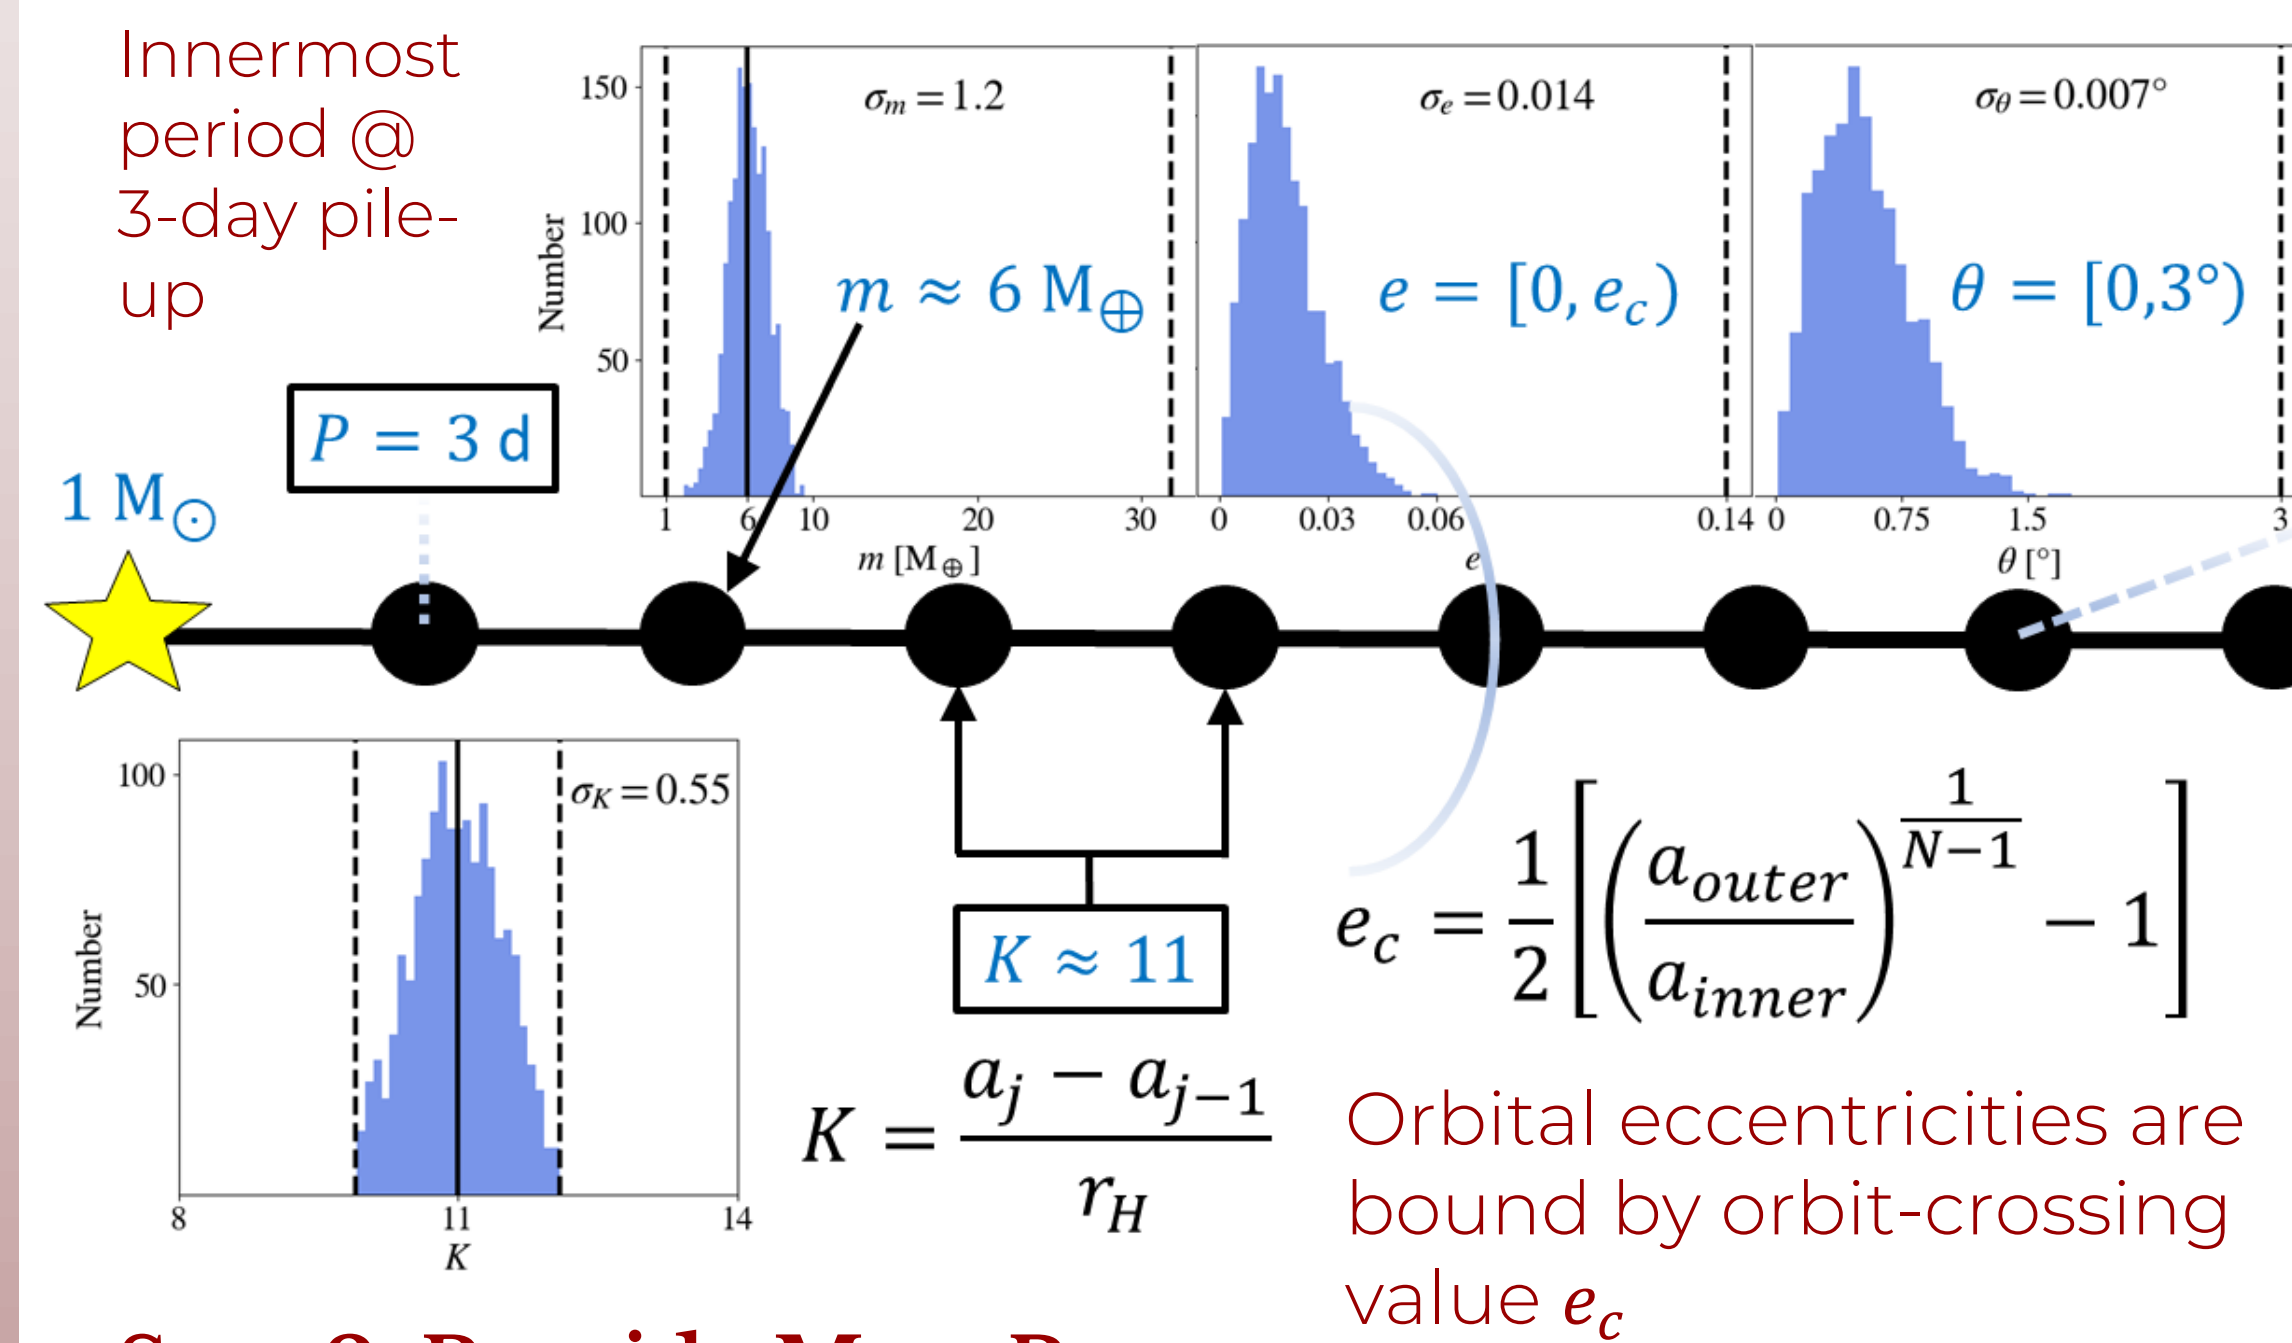 Innermost
period @
3-day pile-
up
P = 3 d
1 M☉
150
100
50
Number
σm = 1.2
m ≈ 6 M⊕
1 6 10 20 30
m [M⊕]
σe = 0.014
e = [0, ec)
0 0.03 0.06 0.14
e
σθ = 0.007°
θ = [0,3°)
0 0.75 1.5 3
θ [°]
100
50
Number
σK = 0.55
8 11 14
K
K ≈ 11
K = (aj − aj−1) / rH
ec = 1/2 [(aouter / ainner)^(1/(N−1)) − 1]
Orbital eccentricities are
bound by orbit-crossing
value ec